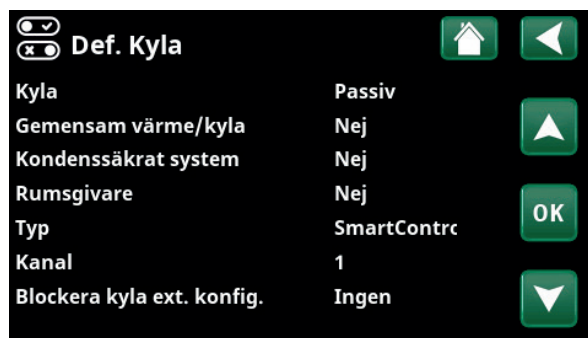 Def. Kyla
Kyla Passiv
Gemensam värme/kyla Nej
Kondenssäkrat system Nej
Rumsgivare Nej
OK
Typ SmartContrc
Kanal 1
Blockera kyla ext. konfig. Ingen